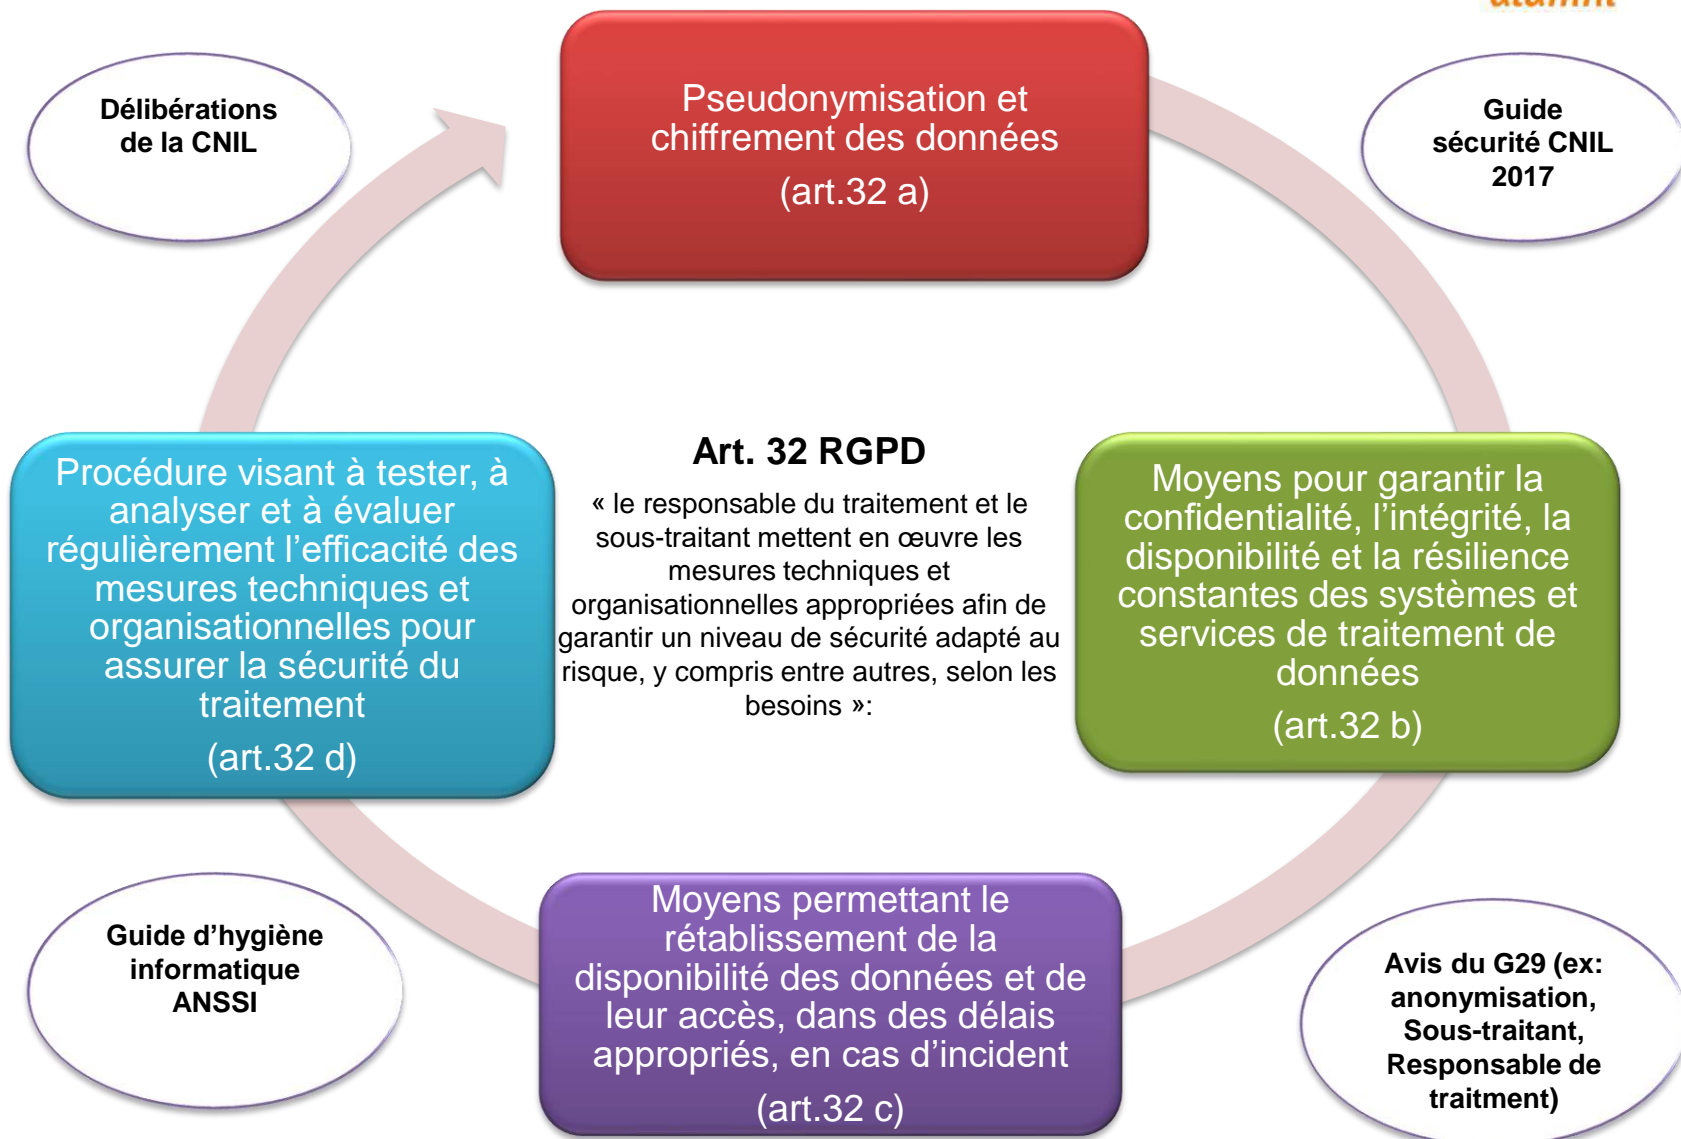 Délibérations
de la CNIL
Pseudonymisation et
chiffrement des données
(art.32 a)
Guide
sécurité CNIL
2017
Procédure visant à tester, à
analyser et à évaluer
régulièrement l’efficacité des
mesures techniques et
organisationnelles pour
assurer la sécurité du
traitement
(art.32 d)
Art. 32 RGPD
« le responsable du traitement et le
sous-traitant mettent en œuvre les
mesures techniques et
organisationnelles appropriées afin de
garantir un niveau de sécurité adapté au
risque, y compris entre autres, selon les
besoins »:
Moyens pour garantir la
confidentialité, l’intégrité, la
disponibilité et la résilience
constantes des systèmes et
services de traitement de
données
(art.32 b)
Guide d’hygiène
informatique
ANSSI
Moyens permettant le
rétablissement de la
disponibilité des données et de
leur accès, dans des délais
appropriés, en cas d’incident
(art.32 c)
Avis du G29 (ex:
anonymisation,
Sous-traitant,
Responsable de
traitment)